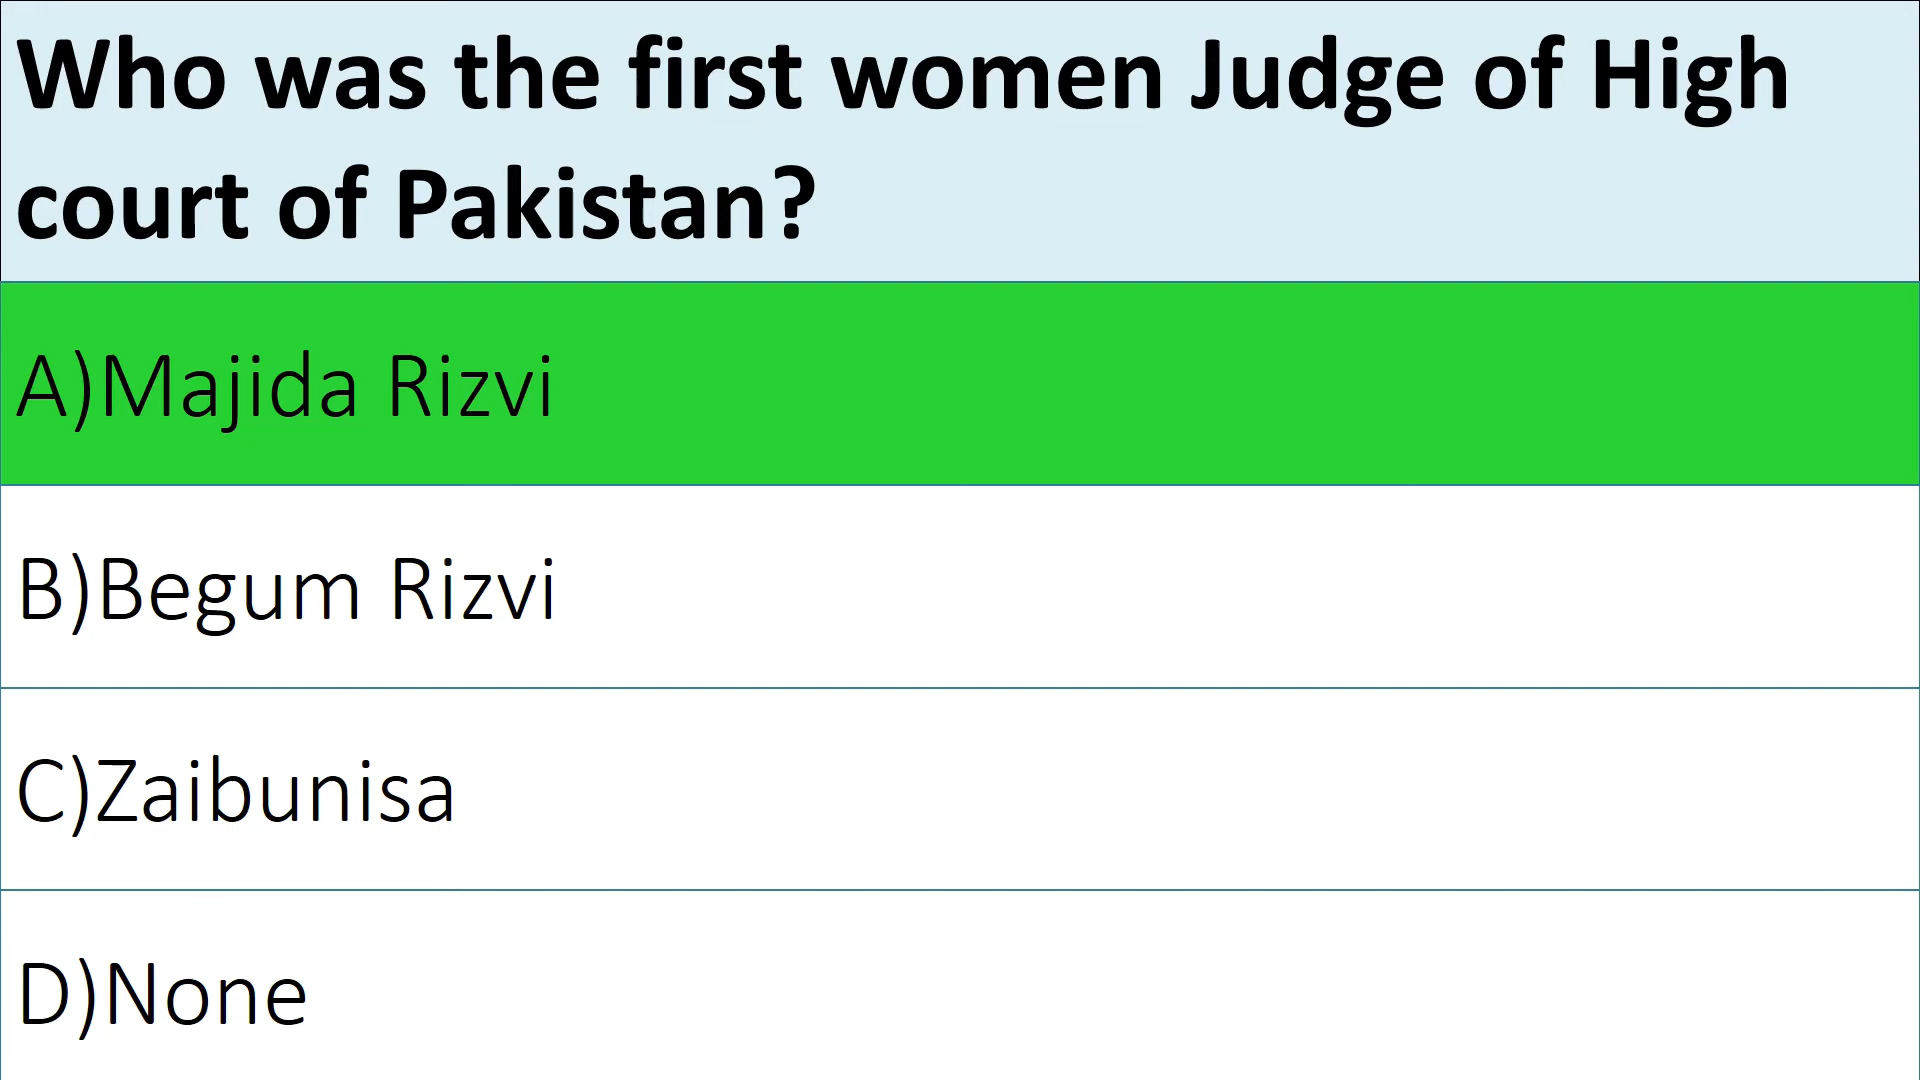 Who was the first women Judge of High
court of Pakistan?
A)Majida Rizvi
B)Begum Rizvi
C)Zaibunisa
D)None